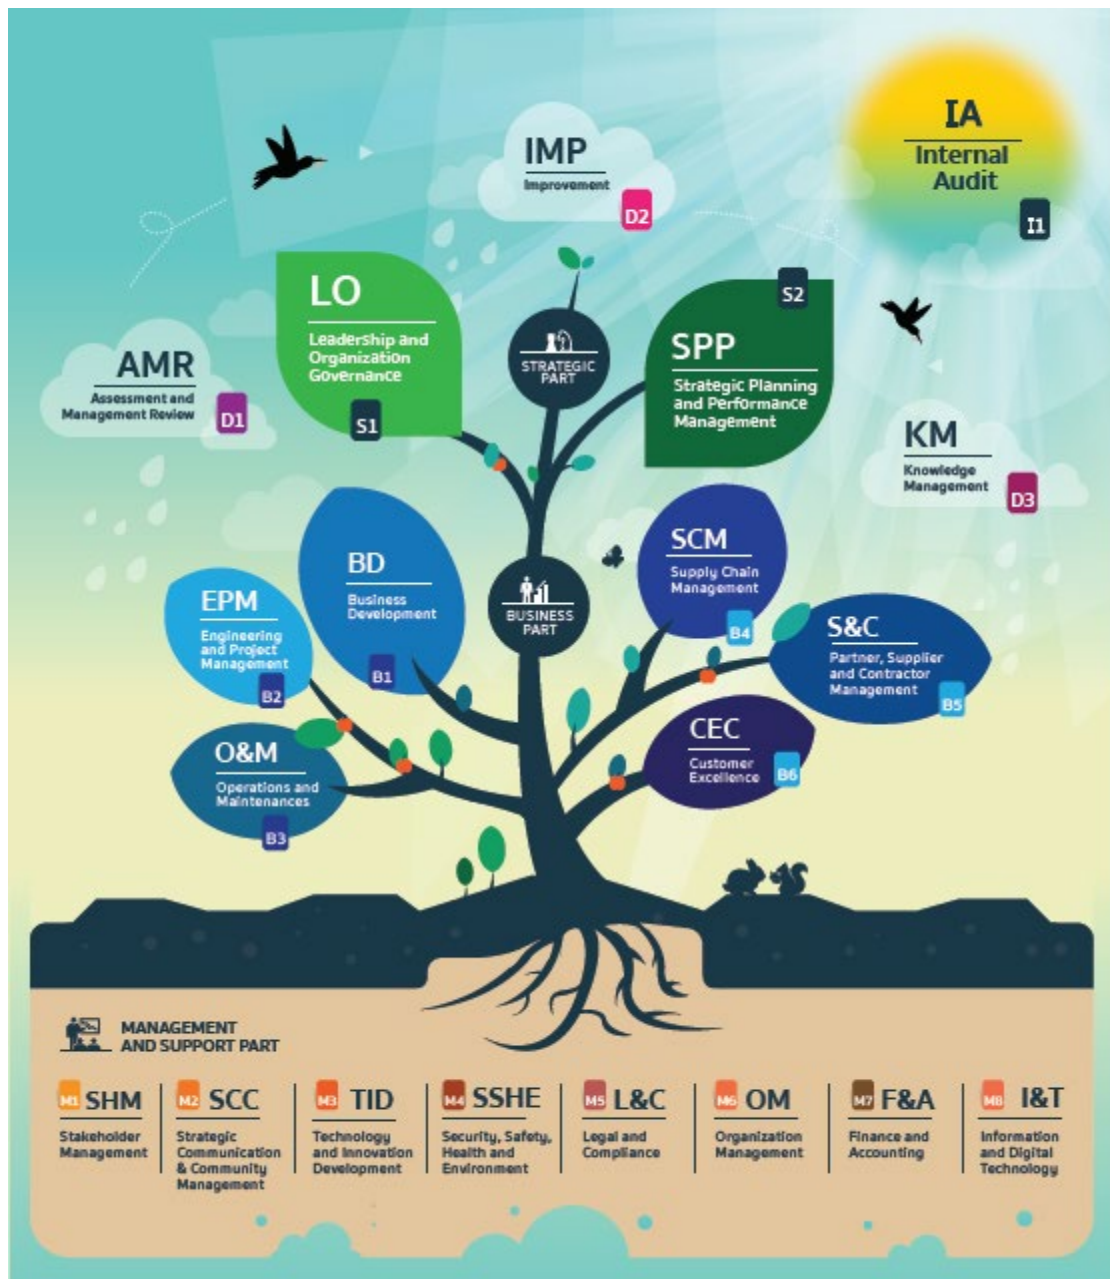 IMP
Improvement
D2
IA
Internal
Audit
I1
LO
Leadership and
Organization
Governance
S1
STRATEGIC
PART
S2
SPP
Strategic Planning
and Performance
Management
AMR
Assessment and
Management Review
D1
KM
Knowledge
Management
D3
BD
Business
Development
B1
BUSINESS
PART
SCM
Supply Chain
Management
B4
EPM
Engineering
and Project
Management
B2
S&C
Partner, Supplier
and Contractor
Management
B5
O&M
Operations and
Maintenances
B3
CEC
Customer
Excellence
B6
MANAGEMENT
AND SUPPORT PART
M1 SHM
Stakeholder
Management
M2 SCC
Strategic
Communication
& Community
Management
M3 TID
Technology
and Innovation
Development
M4 SSHE
Security, Safety,
Health and
Environment
M5 L&C
Legal and
Compliance
M6 OM
Organization
Management
M7 F&A
Finance and
Accounting
M8 I&T
Information
and Digital
Technology